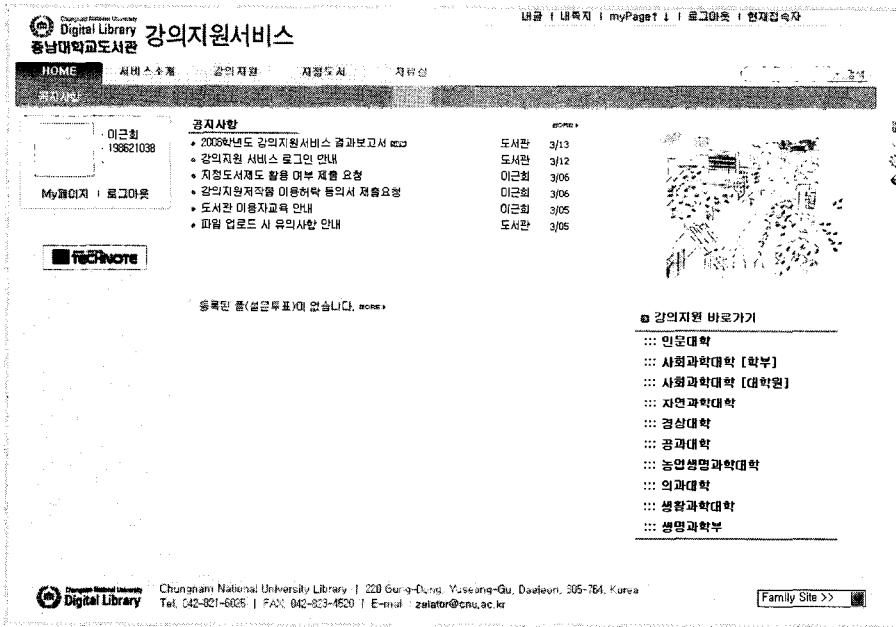 내글 | 내쪽지 | myPage↑↓ | 로그아웃 | 현재접속자
Chungnam National University
Digital Library
충남대학교도서관
강의지원서비스
HOME 서비스소개 강의지원 지정도서 자료실
검색
공지사항
이근희
198621038
My페이지 | 로그아웃
TECHNOTE
공지사항
MORE
2006학년도 강의지원서비스 결과보고서 도서관 3/13
강의지원 서비스 로그인 안내 도서관 3/12
지정도서제도 활용 여부 제출 요청 이근희 3/06
강의지원저작물 이용허락 동의서 제출요청 이근희 3/06
도서관 이용자교육 안내 이근희 3/05
파일 업로드 시 유의사항 안내 도서관 3/05
등록된 폴(설문투표)이 없습니다. MORE
강의지원 바로가기
::: 인문대학
::: 사회과학대학 [학부]
::: 사회과학대학 [대학원]
::: 자연과학대학
::: 경상대학
::: 공과대학
::: 농업생명과학대학
::: 의과대학
::: 생활과학대학
::: 생명과학부
Chungnam National University
Digital Library
Chungnam National University Library | 220 Gung-Dong, Yuseong-Gu, Daejeon, 305-764, Korea
Tel. 042-821-6025 | FAX. 042-823-4520 | E-mail : zelator@cnu.ac.kr
Family Site >>